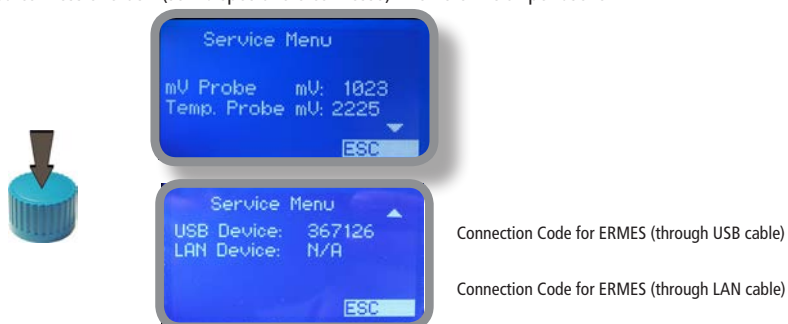 Service Menu
mV Probe mV: 1023
Temp. Probe mV: 2225
ESC
Service Menu
USB Device: 367126
LAN Device: N/A
ESC
Connection Code for ERMES (through USB cable)
Connection Code for ERMES (through LAN cable)